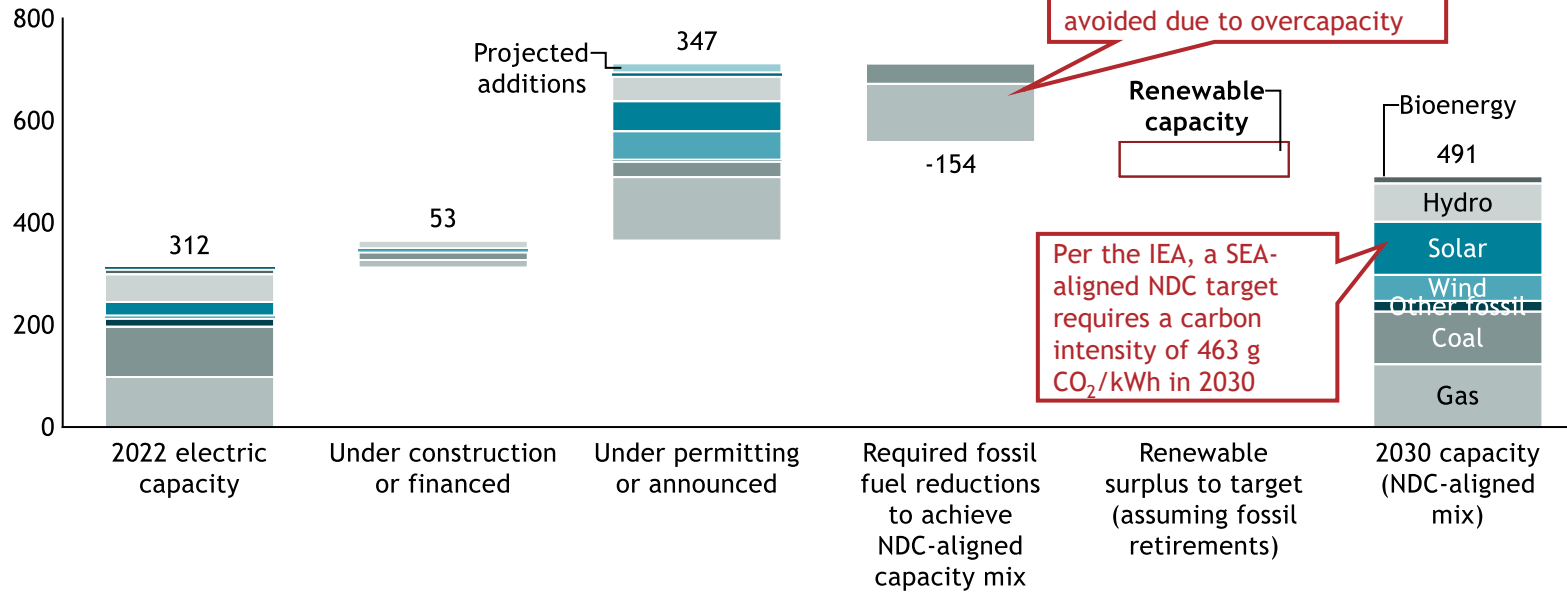 avoided due to overcapacity
800
600
400
200
0
312
53
Projected
additions
347
-154
Renewable
capacity
Bioenergy
491
Hydro
Solar
Wind
Other fossil
Coal
Gas
Per the IEA, a SEA-
aligned NDC target
requires a carbon
intensity of 463 g
CO₂/kWh in 2030
2022 electric
capacity
Under construction
or financed
Under permitting
or announced
Required fossil
fuel reductions
to achieve
NDC-aligned
capacity mix
Renewable
surplus to target
(assuming fossil
retirements)
2030 capacity
(NDC-aligned
mix)